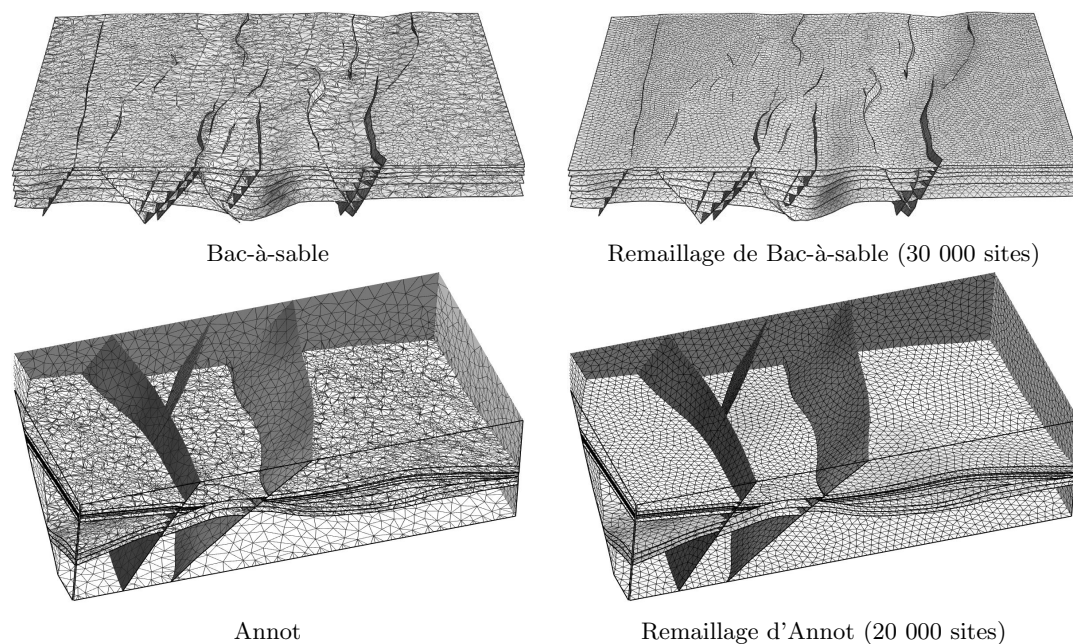 Bac-à-sable
Remaillage de Bac-à-sable (30 000 sites)
Annot
Remaillage d'Annot (20 000 sites)